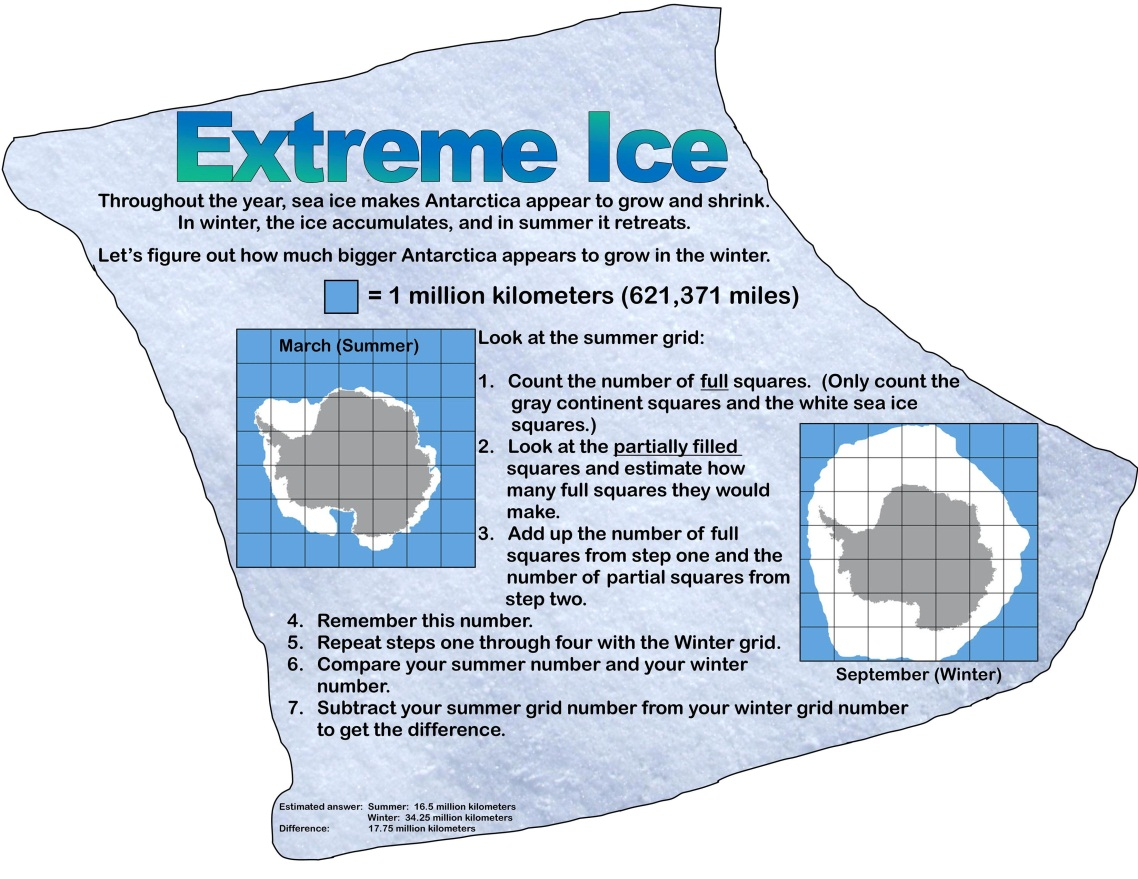 Extreme Ice
Throughout the year, sea ice makes Antarctica appear to grow and shrink.
In winter, the ice accumulates, and in summer it retreats.
Let's figure out how much bigger Antarctica appears to grow in the winter.
= 1 million kilometers (621,371 miles)
March (Summer)
Look at the summer grid:
1. Count the number of full squares. (Only count the
gray continent squares and the white sea ice
squares.)
2. Look at the partially filled
squares and estimate how
many full squares they would
make.
3. Add up the number of full
squares from step one and the
number of partial squares from
step two.
4. Remember this number.
5. Repeat steps one through four with the Winter grid.
6. Compare your summer number and your winter
number.
7. Subtract your summer grid number from your winter grid number
to get the difference.
September (Winter)
Estimated answer: Summer: 16.5 million kilometers
Winter: 34.25 million kilometers
Difference: 17.75 million kilometers